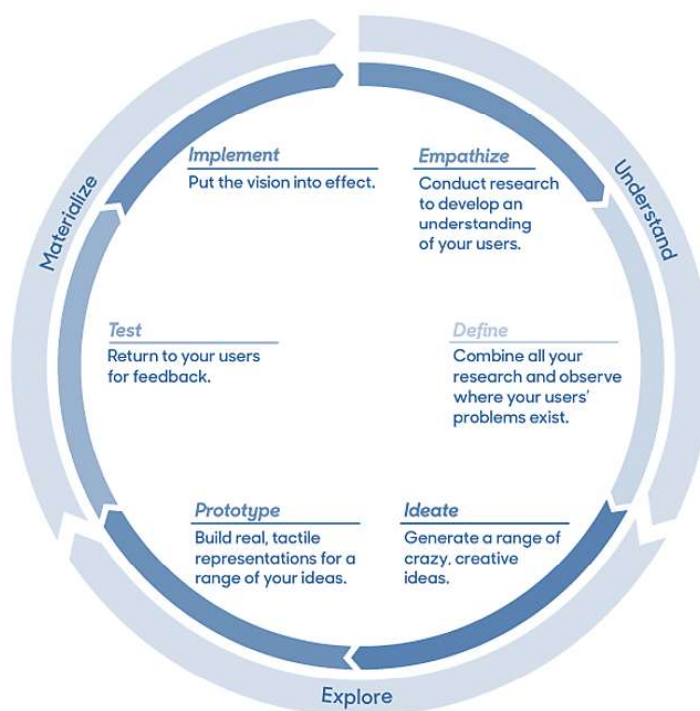 Implement
Put the vision into effect.
Empathize
Conduct research
to develop an
understanding
of your users.
Understand
Materialize
Test
Return to your users
for feedback.
Define
Combine all your
research and observe
where your users'
problems exist.
Prototype
Build real, tactile
representations for a
range of your ideas.
Ideate
Generate a range of
crazy, creative
ideas.
Explore